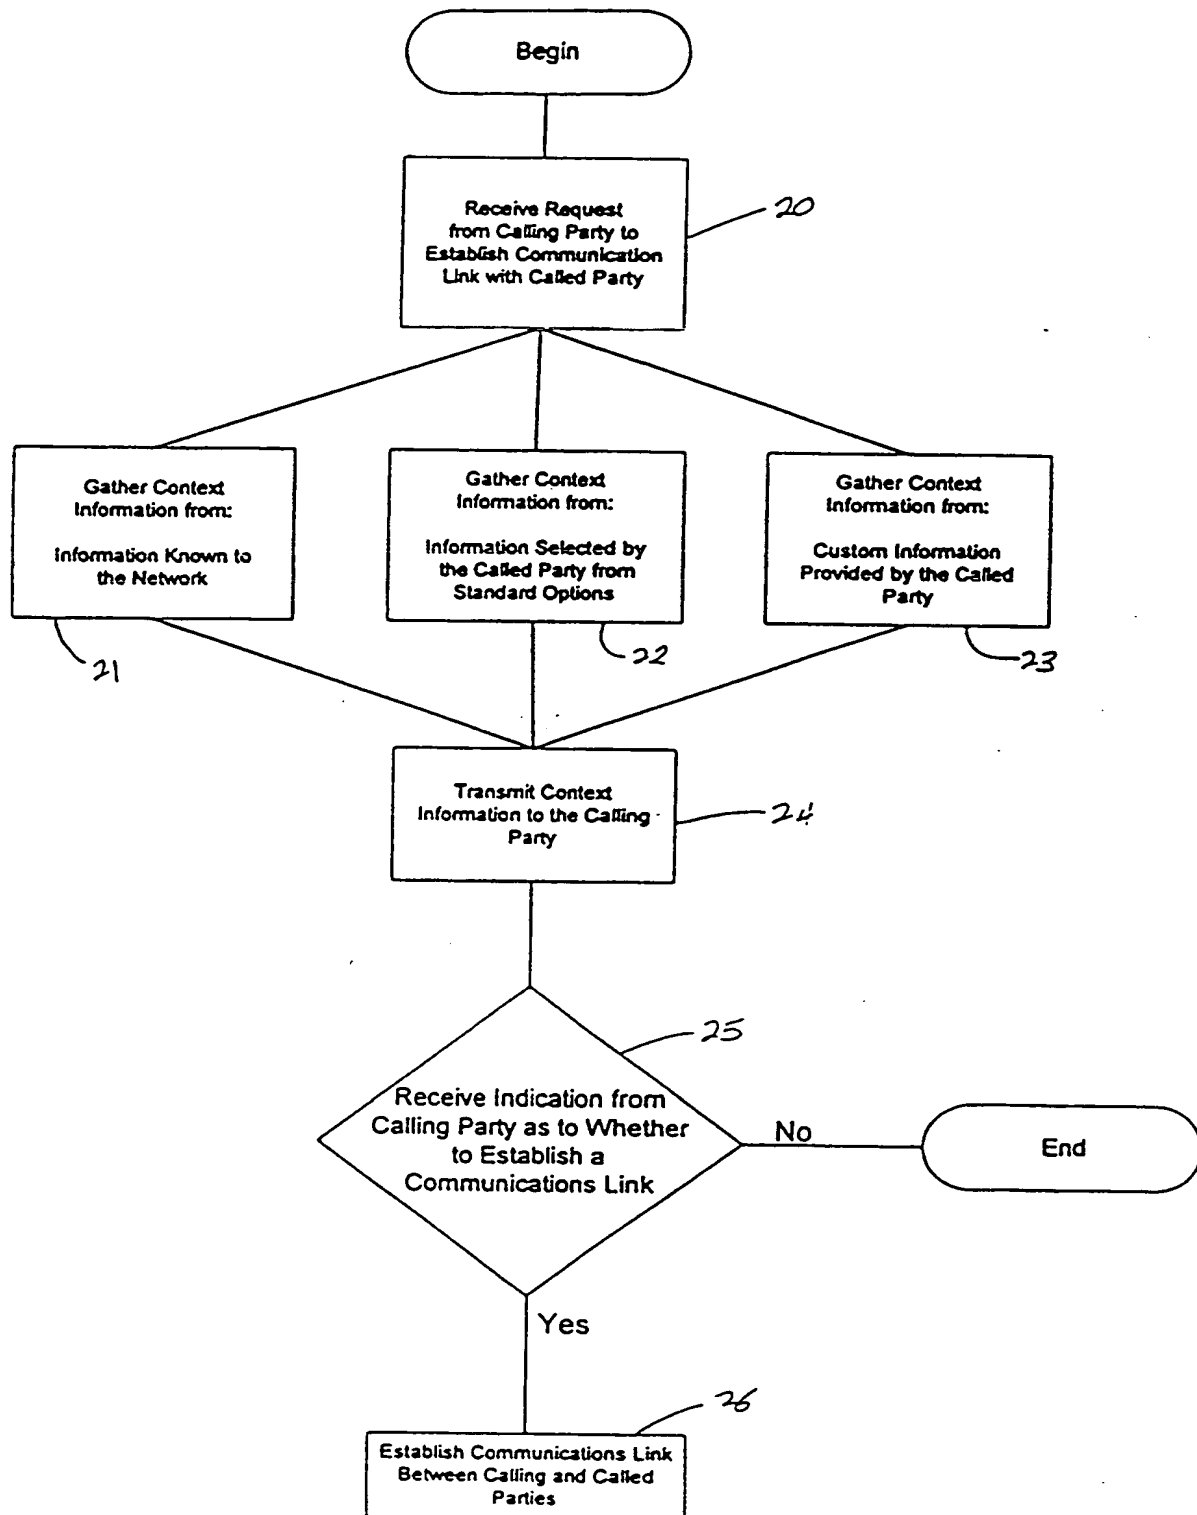 Begin
Receive Request
from Calling Party to
Establish Communication
Link with Called Party
20
Gather Context
Information from:
Information Known to
the Network
21
Gather Context
Information from:
Information Selected by
the Called Party from
Standard Options
22
Gather Context
Information from:
Custom Information
Provided by the Called
Party
23
Transmit Context
Information to the Calling
Party
24
Receive Indication from
Calling Party as to Whether
to Establish a
Communications Link
25
No
End
Yes
Establish Communications Link
Between Calling and Called
Parties
26